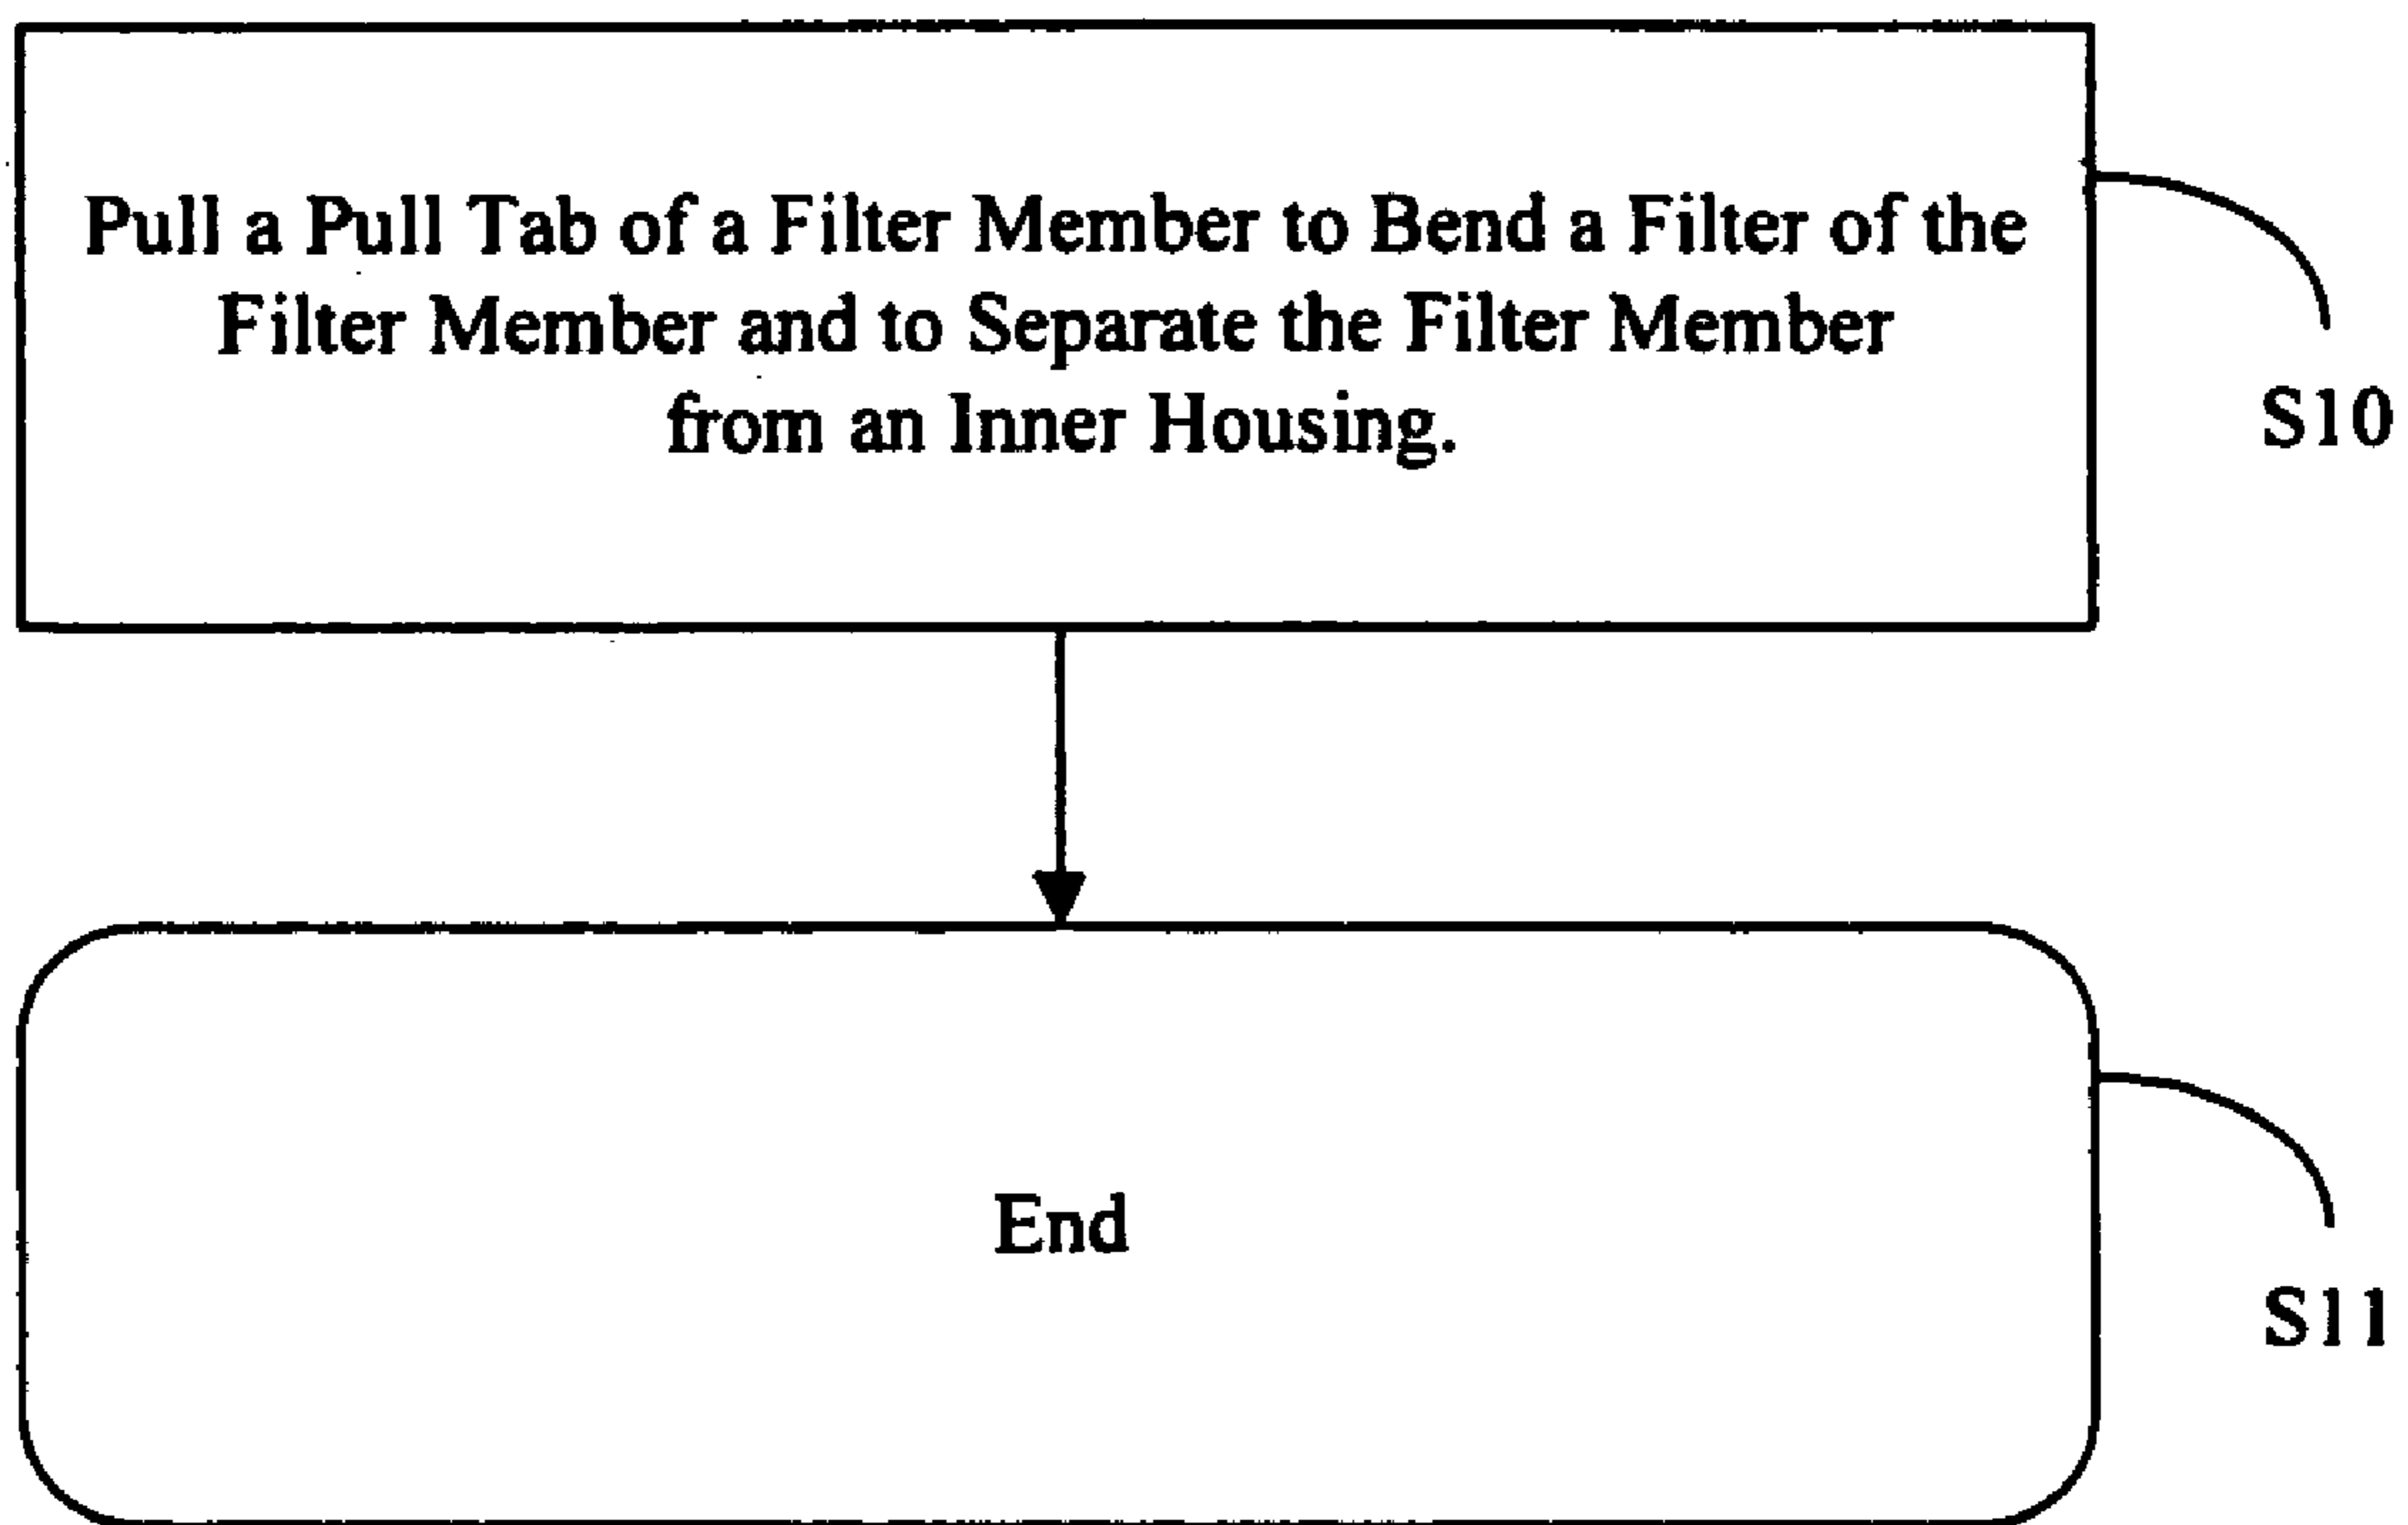 Pull a Pull Tab of a Filter Member to Bend a Filter of the
Filter Member and to Separate the Filter Member
from an Inner Housing.
S10
End
S11